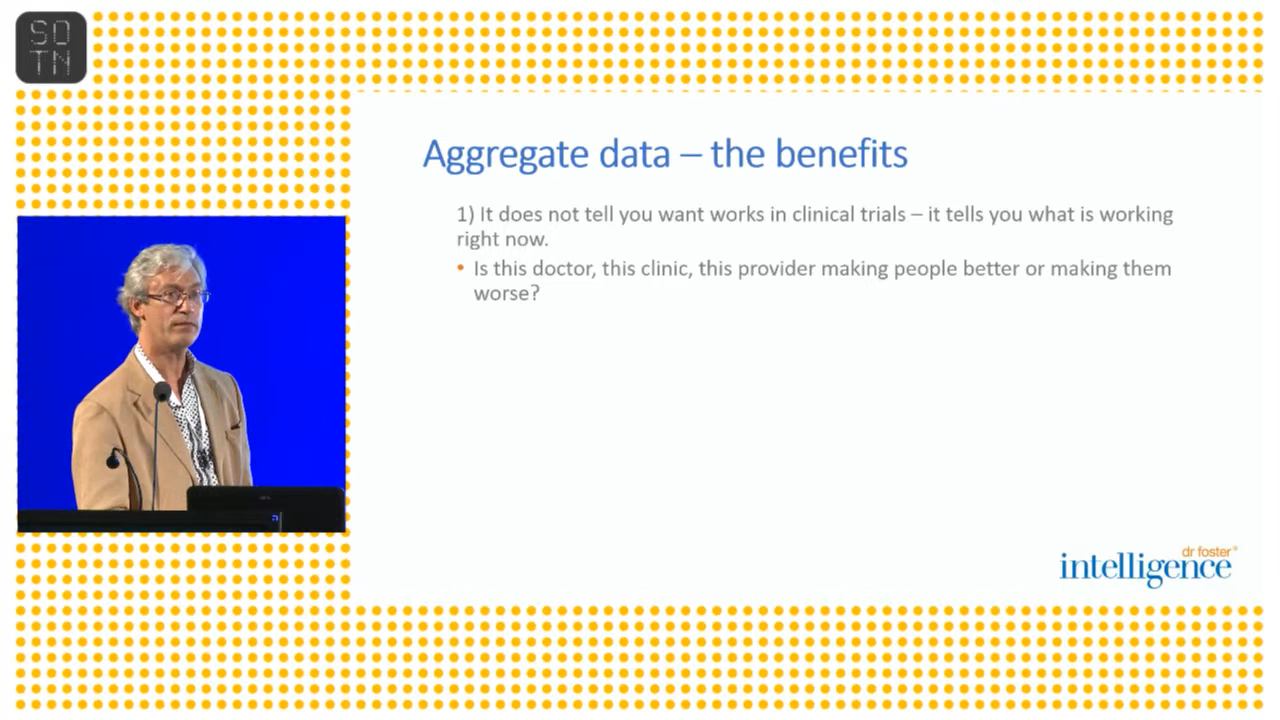 SO
TN
Aggregate data – the benefits
1) It does not tell you want works in clinical trials – it tells you what is working
right now.
• Is this doctor, this clinic, this provider making people better or making them
worse?
dr foster®
intelligence